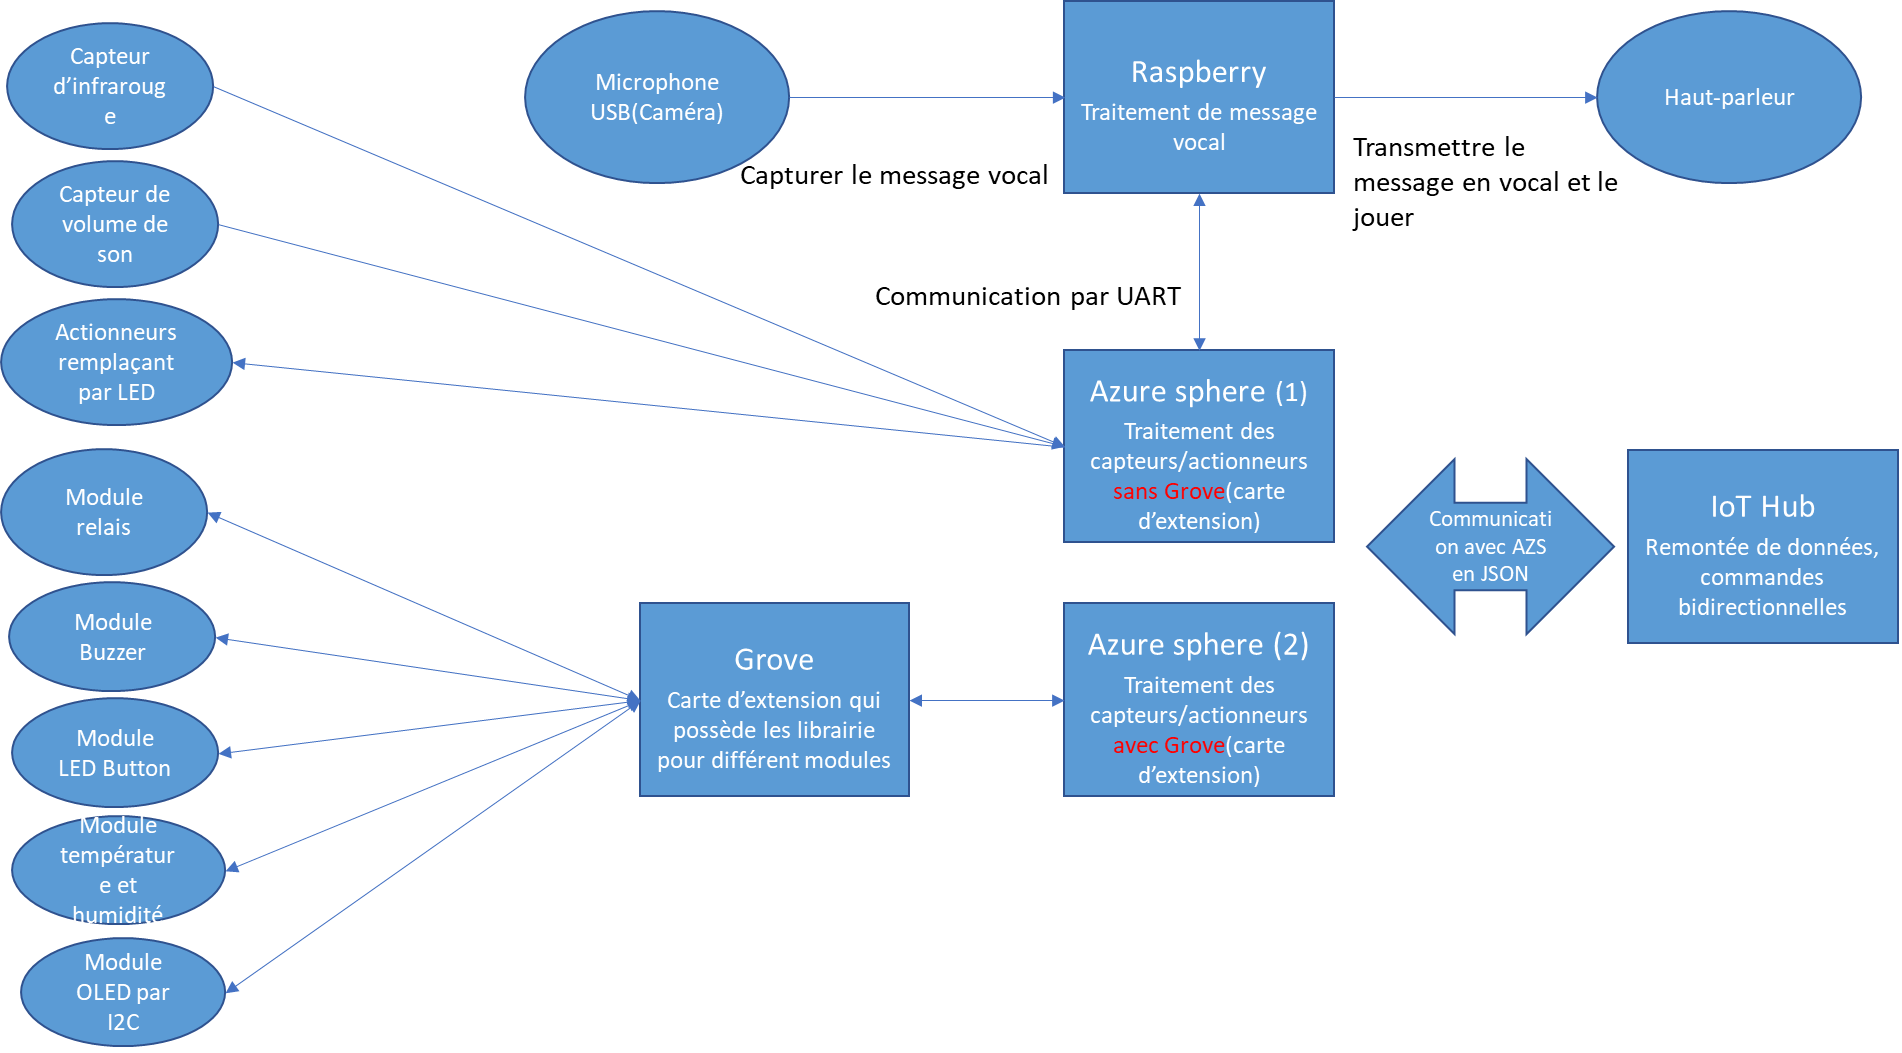 Capteur
d’infraroug
e
Microphone
USB(Caméra)
Raspberry
Traitement de message
vocal
Haut-parleur
Capturer le message vocal
Transmettre le
message en vocal et le
jouer
Capteur de
volume de
son
Communication par UART
Actionneurs
remplaçant
par LED
Azure sphere (1)
Traitement des
capteurs/actionneurs
sans Grove(carte
d’extension)
Module
relais
Communicati
on avec AZS
en JSON
IoT Hub
Remontée de données,
commandes
bidirectionnelles
Module
Buzzer
Grove
Carte d’extension qui
possède les librairie
pour différent modules
Azure sphere (2)
Traitement des
capteurs/actionneurs
avec Grove(carte
d’extension)
Module
LED Button
Module
températur
e et
humidité
Module
OLED par
I2C